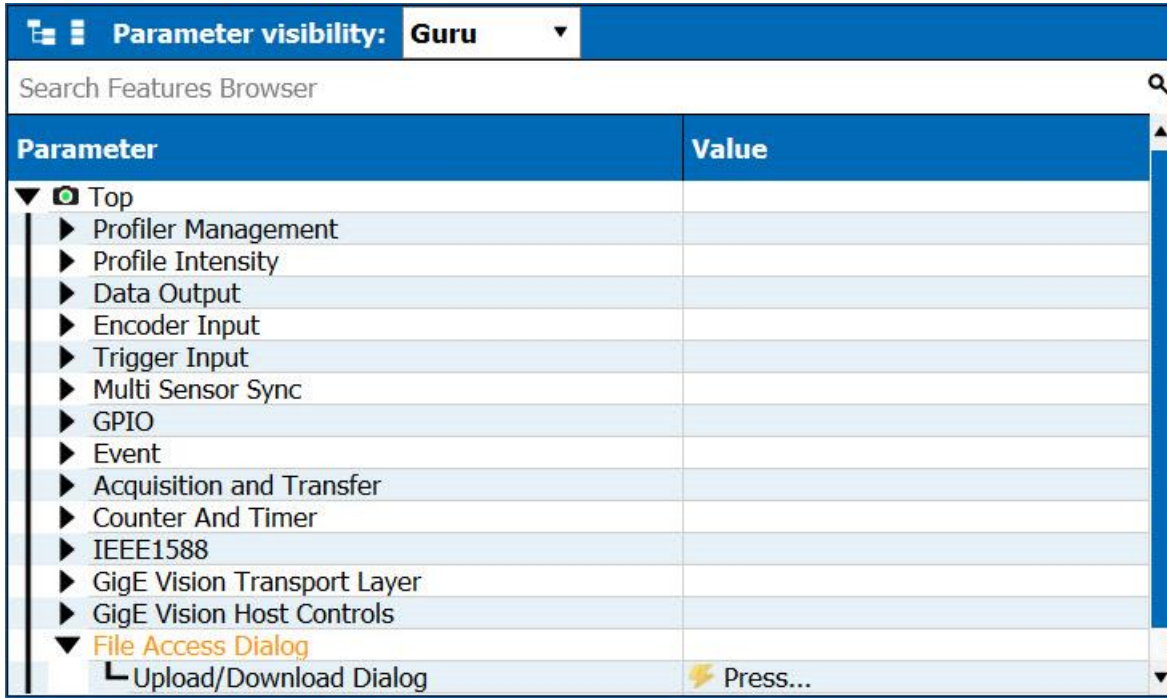 Parameter visibility: Guru
Search Features Browser
Parameter Value
Top
Profiler Management
Profile Intensity
Data Output
Encoder Input
Trigger Input
Multi Sensor Sync
GPIO
Event
Acquisition and Transfer
Counter And Timer
IEEE1588
GigE Vision Transport Layer
GigE Vision Host Controls
File Access Dialog
Upload/Download Dialog Press...